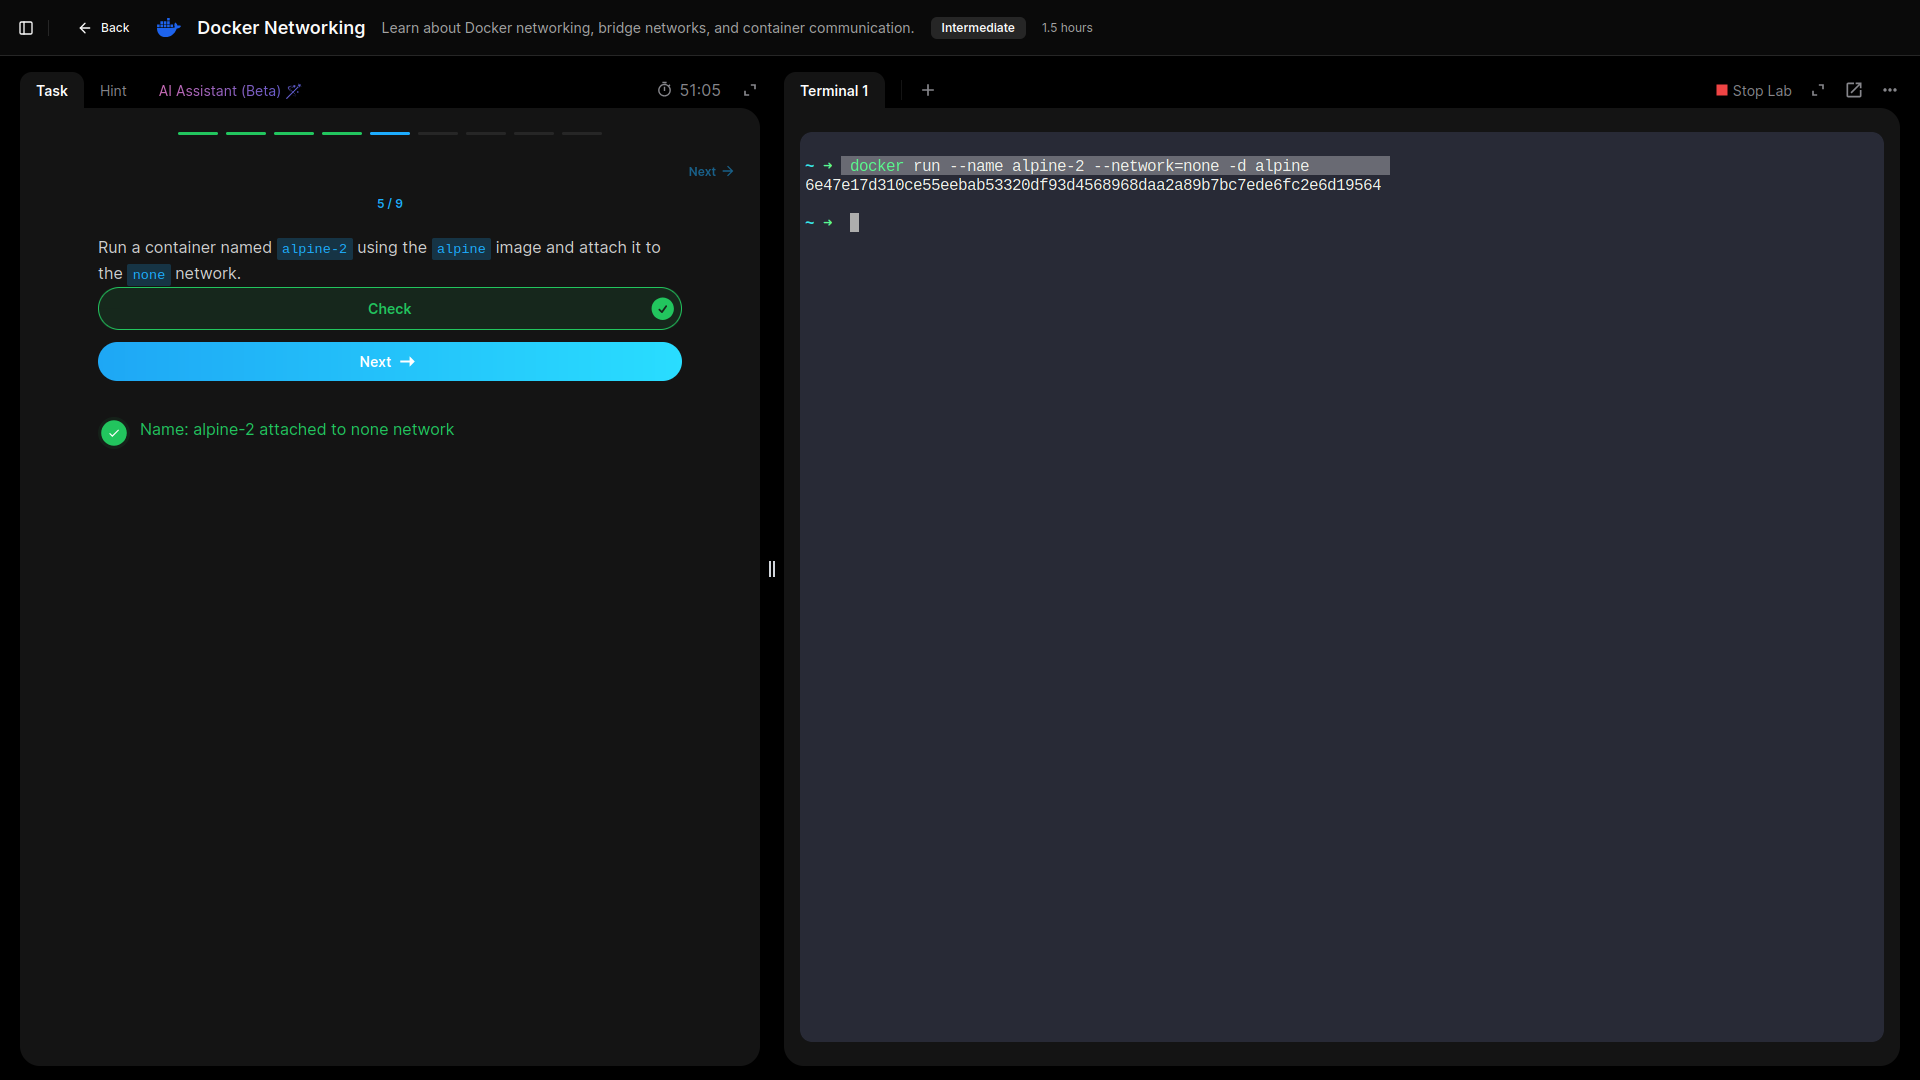 Back
Docker Networking
Learn about Docker networking, bridge networks, and container communication.
Intermediate
1.5 hours
Task
Hint
AI Assistant (Beta)
51:05
Next →
5 / 9
Run a container named alpine-2 using the alpine image and attach it to
the none network.
Check
Next →
Name: alpine-2 attached to none network
Terminal 1
Stop Lab
~ ➜ docker run --name alpine-2 --network=none -d alpine
6e47e17d310ce55eebab53320df93d4568968daa2a89b7bc7ede6fc2e6d19564
~ ➜